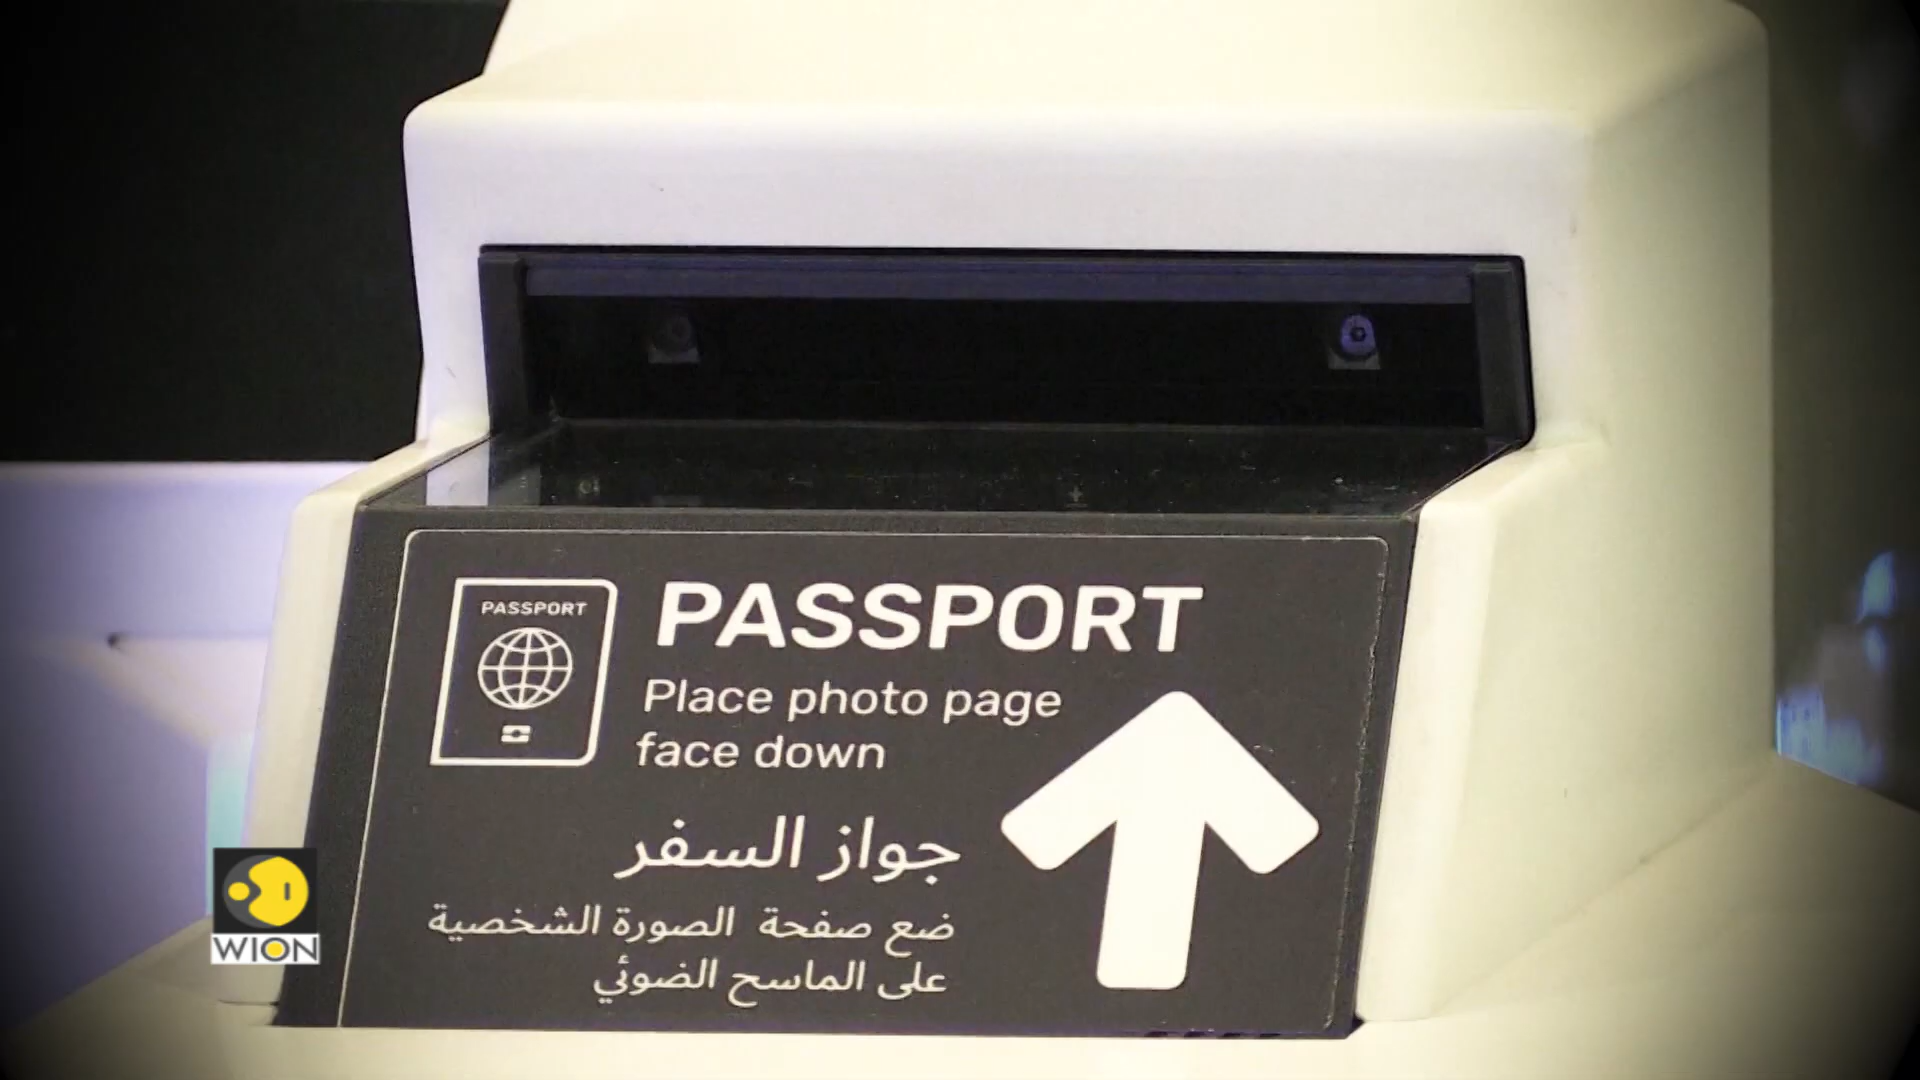 PASSPORT
PASSPORT
Place photo page
face down
جواز السفر
ضع صفحة الصورة الشخصية
على الماسح الضوئي
WION